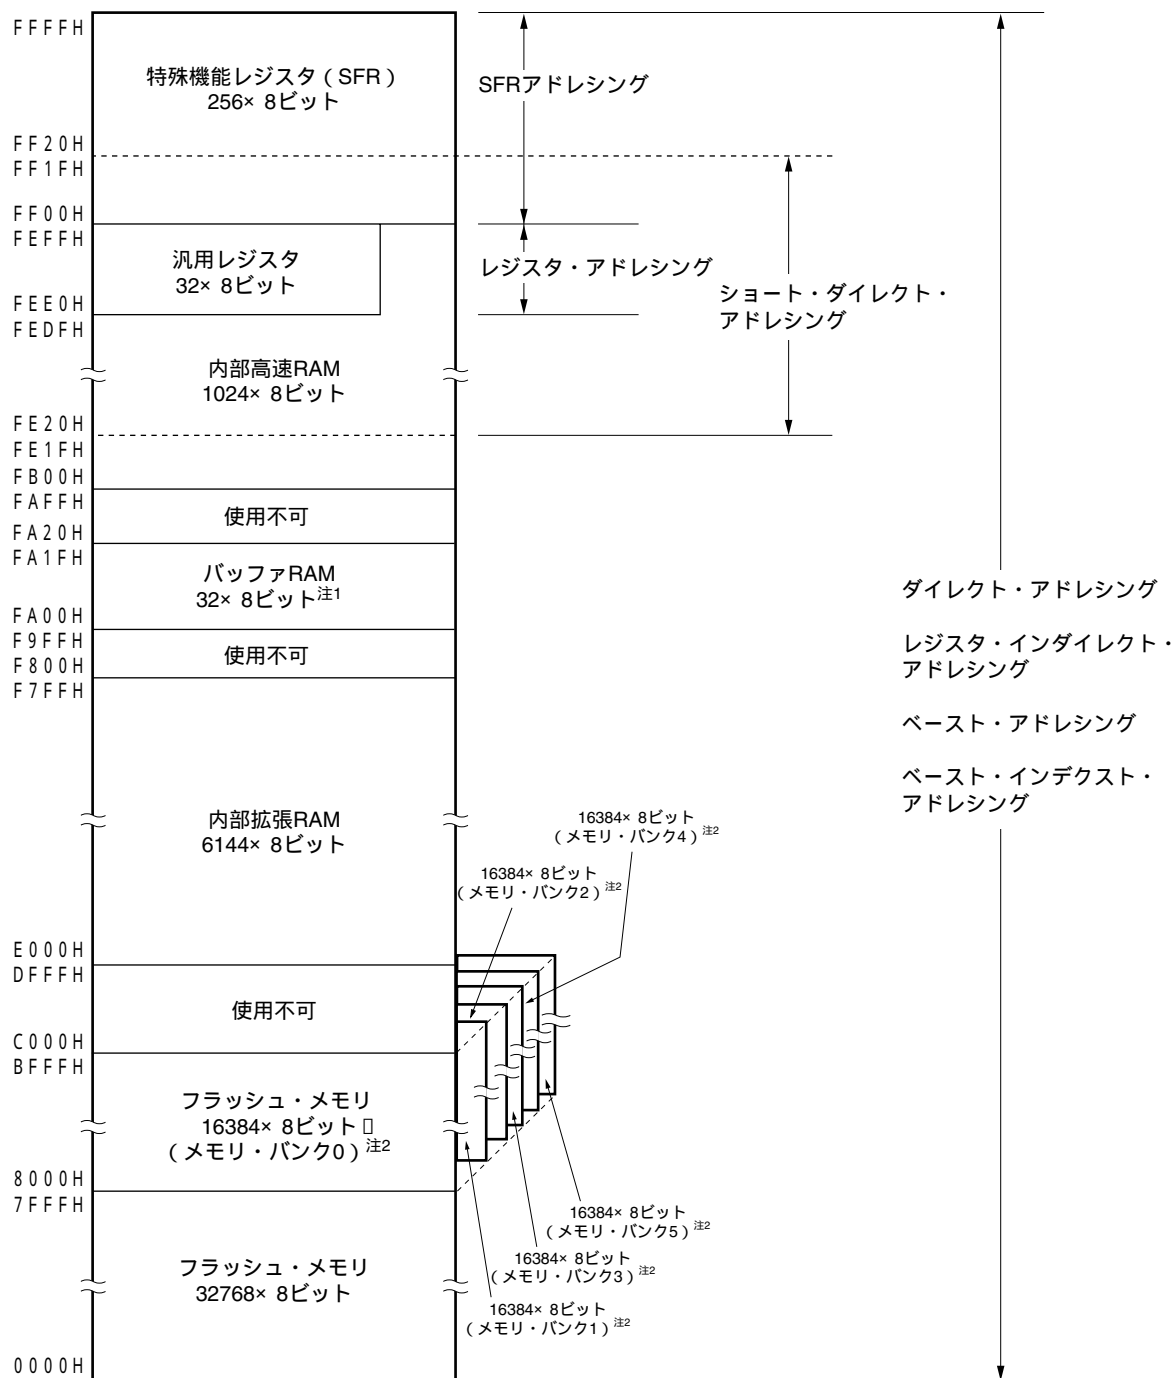 FFFFH
特殊機能レジスタ（SFR）
256× 8ビット
SFRアドレシング
FF20H
FF1FH
FF00H
FEFFH
汎用レジスタ
32× 8ビット
レジスタ・アドレシング
ショート・ダイレクト・
アドレシング
FEE0H
FEDFH
内部高速RAM
1024× 8ビット
FE20H
FE1FH
FB00H
FAFFH
使用不可
FA20H
FA1FH
バッファRAM
32× 8ビット注1
FA00H
F9FFH
使用不可
F800H
F7FFH
ダイレクト・アドレシング
レジスタ・インダイレクト・
アドレシング
ベースト・アドレシング
ベースト・インデクスト・
アドレシング
内部拡張RAM
6144× 8ビット
16384× 8ビット
（メモリ・バンク4）注2
16384× 8ビット
（メモリ・バンク2）注2
E000H
DFFFH
使用不可
C000H
BFFFH
フラッシュ・メモリ
16384× 8ビット
（メモリ・バンク0）注2
8000H
7FFFH
16384× 8ビット
（メモリ・バンク5）注2
16384× 8ビット
（メモリ・バンク3）注2
16384× 8ビット
（メモリ・バンク1）注2
フラッシュ・メモリ
32768× 8ビット
0000H